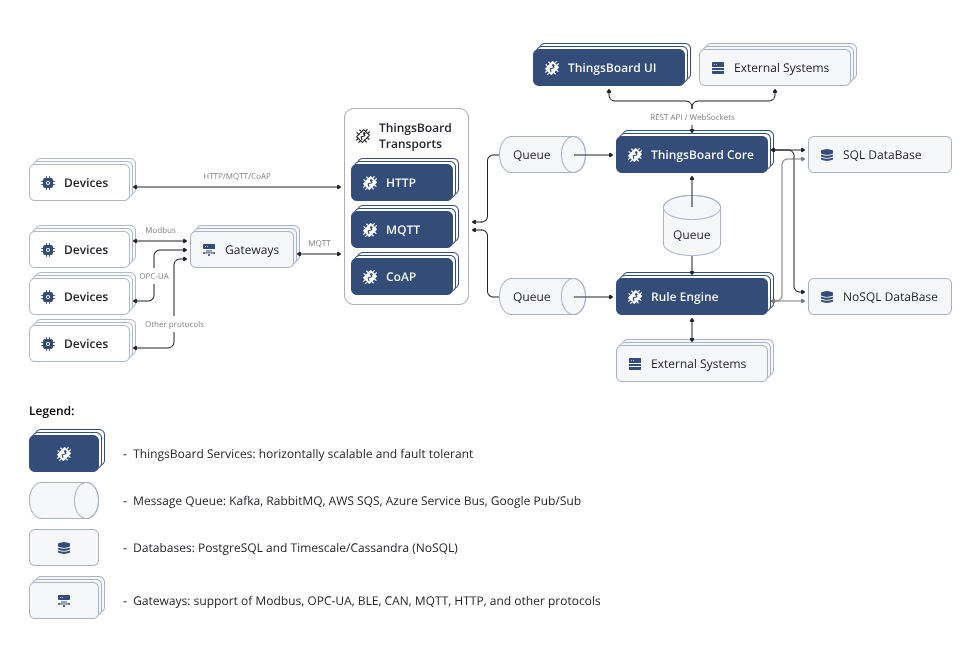 ThingsBoard UI
External Systems
REST API / WebSockets
ThingsBoard
Transports
HTTP
MQTT
CoAP
Devices
HTTP/MQTT/CoAP
Devices
Modbus
Gateways
MQTT
OPC-UA
Devices
Other protocols
Devices
Queue
ThingsBoard Core
SQL DataBase
Queue
Queue
Rule Engine
NoSQL DataBase
External Systems
Legend:
- ThingsBoard Services: horizontally scalable and fault tolerant
- Message Queue: Kafka, RabbitMQ, AWS SQS, Azure Service Bus, Google Pub/Sub
- Databases: PostgreSQL and Timescale/Cassandra (NoSQL)
- Gateways: support of Modbus, OPC-UA, BLE, CAN, MQTT, HTTP, and other protocols